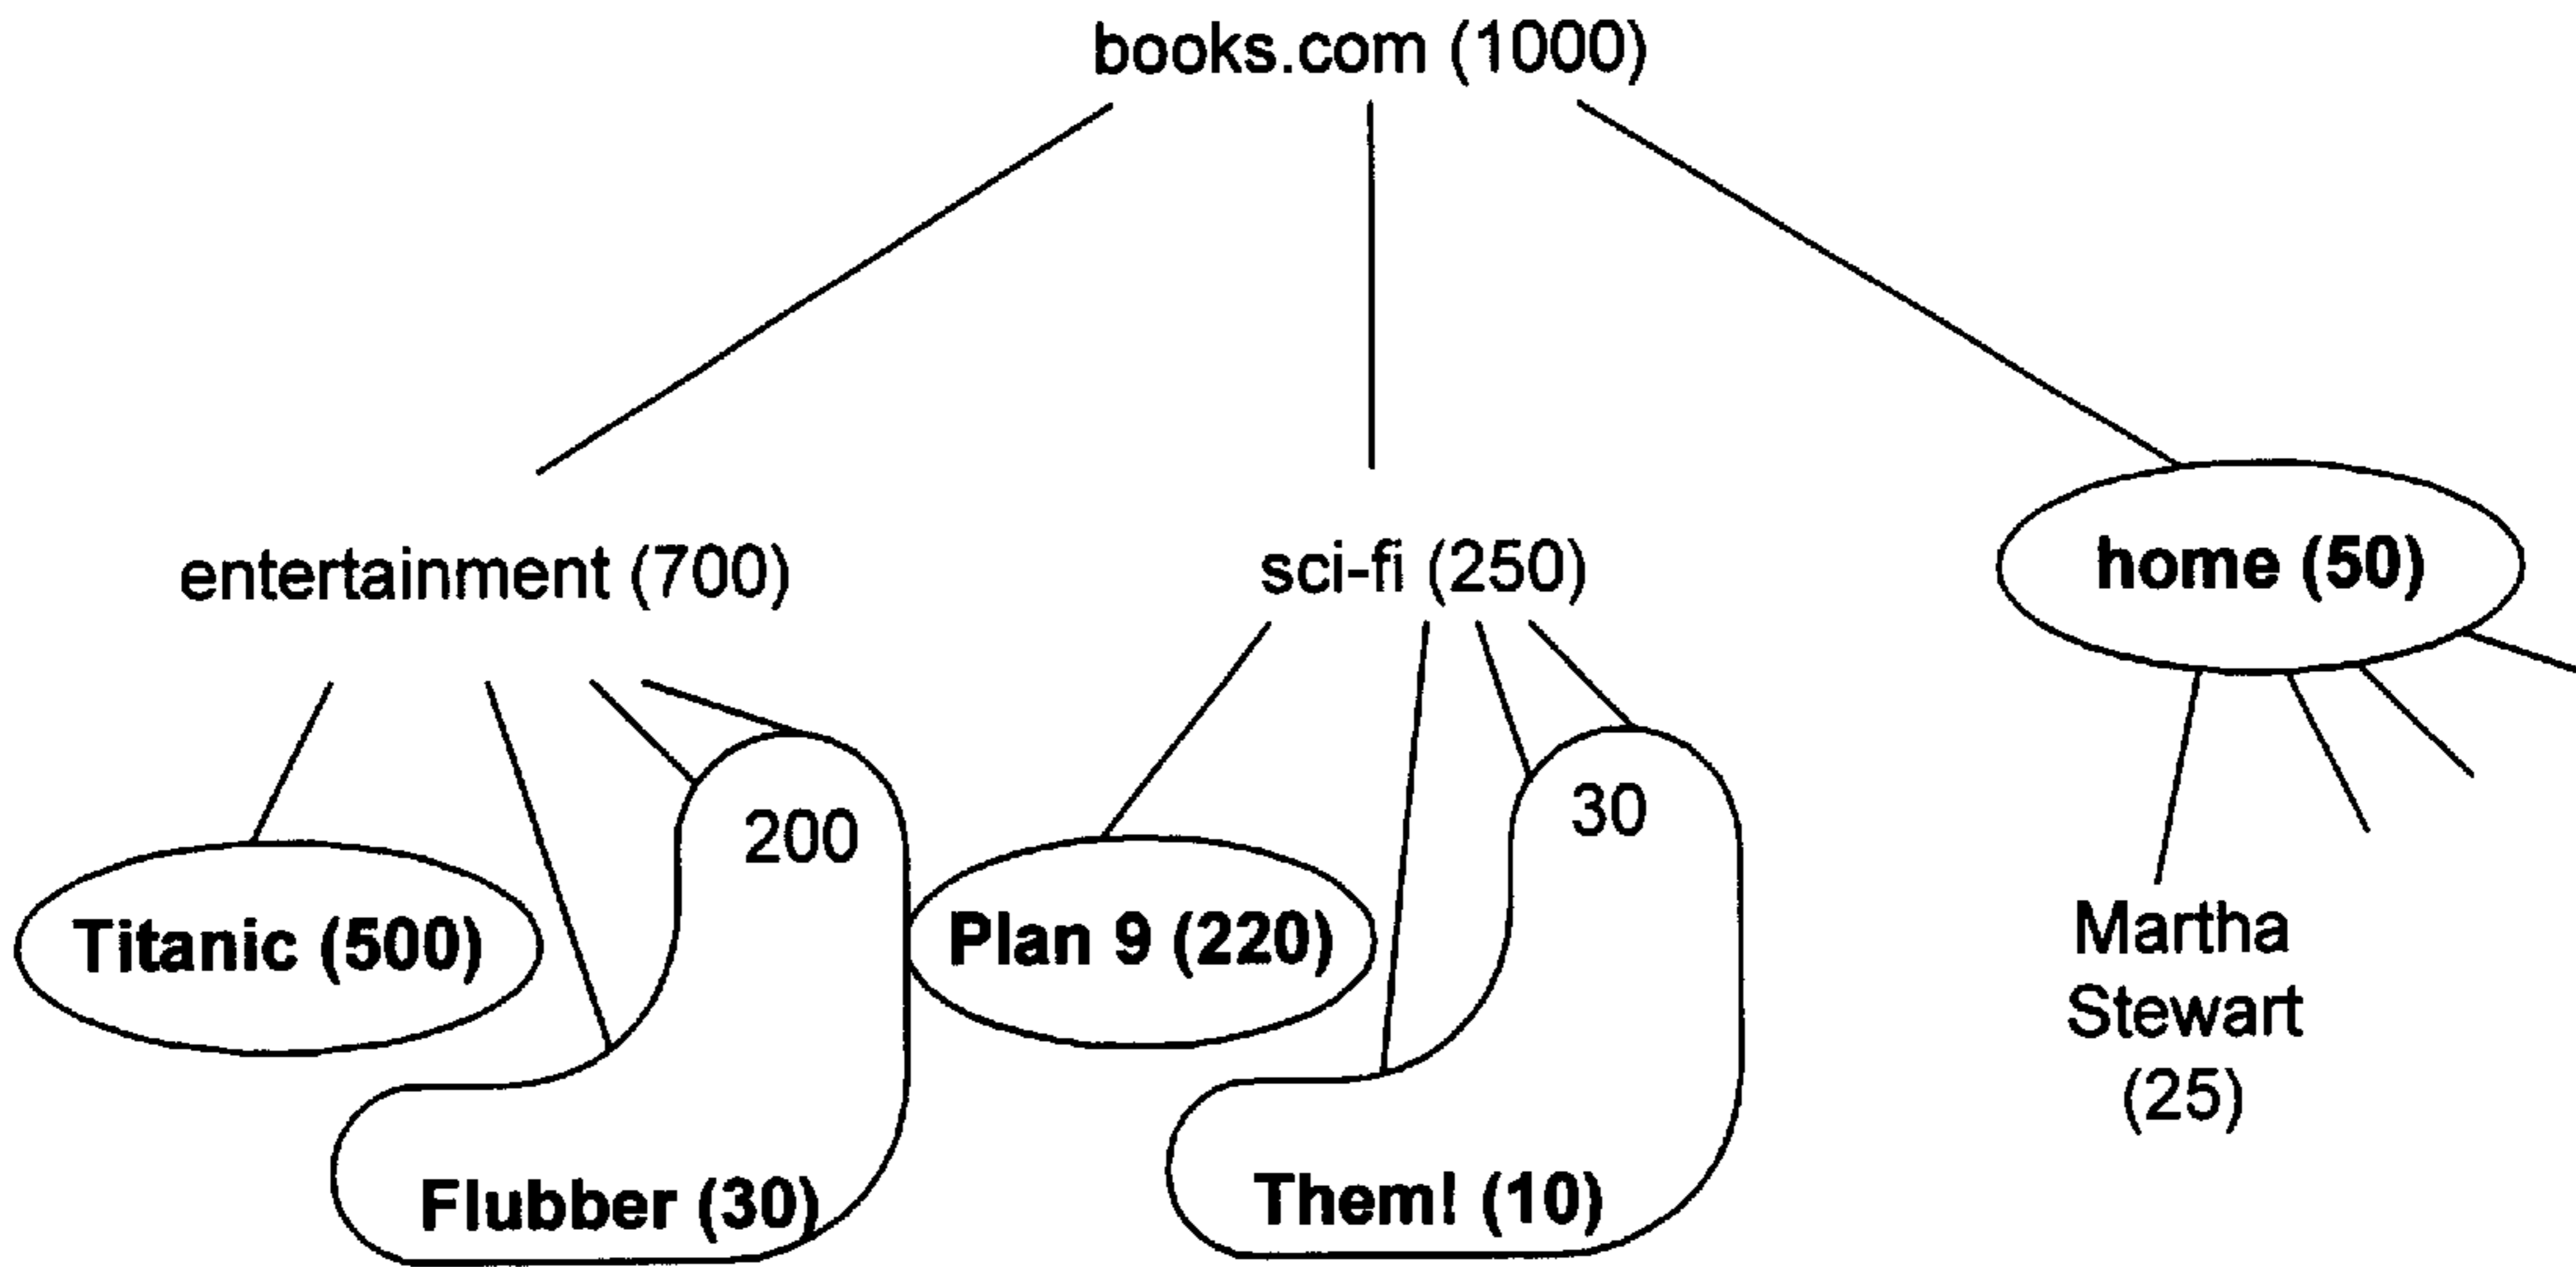 books.com (1000)
entertainment (700)
sci-fi (250)
home (50)
200
30
Titanic (500)
Plan 9 (220)
Martha
Stewart
(25)
Flubber (30)
Them! (10)